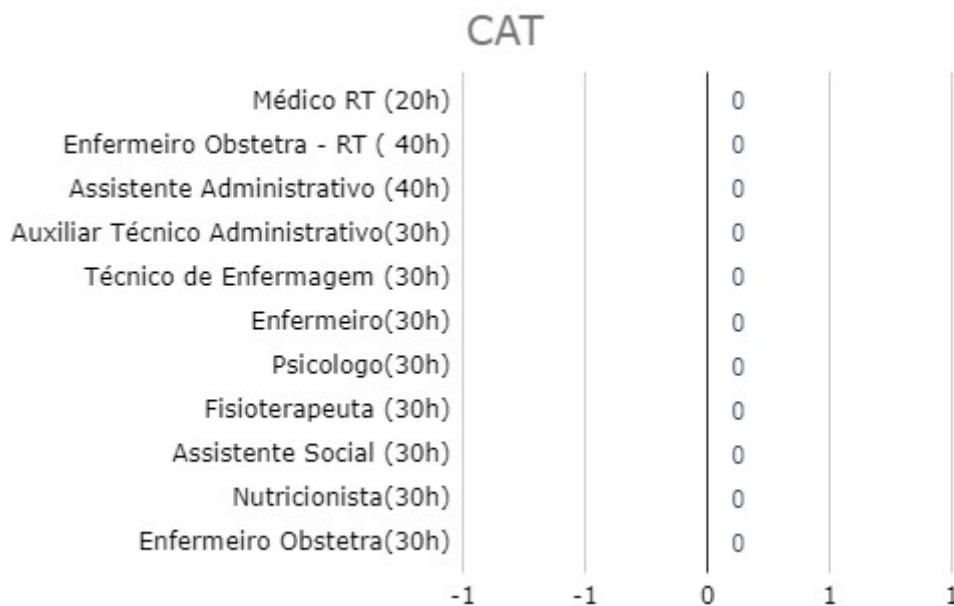 CAT
Médico RT (20h) 0
Enfermeiro Obstetra - RT ( 40h) 0
Assistente Administrativo (40h) 0
Auxiliar Técnico Administrativo(30h) 0
Técnico de Enfermagem (30h) 0
Enfermeiro(30h) 0
Psicologo(30h) 0
Fisioterapeuta (30h) 0
Assistente Social (30h) 0
Nutricionista(30h) 0
Enfermeiro Obstetra(30h) 0
-1 -1 0 1 1